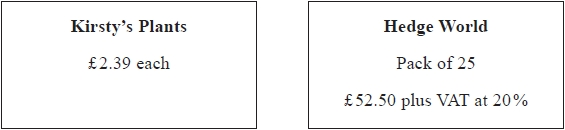 Kirsty’s Plants
£2.39 each
Hedge World
Pack of 25
£52.50 plus VAT at 20%